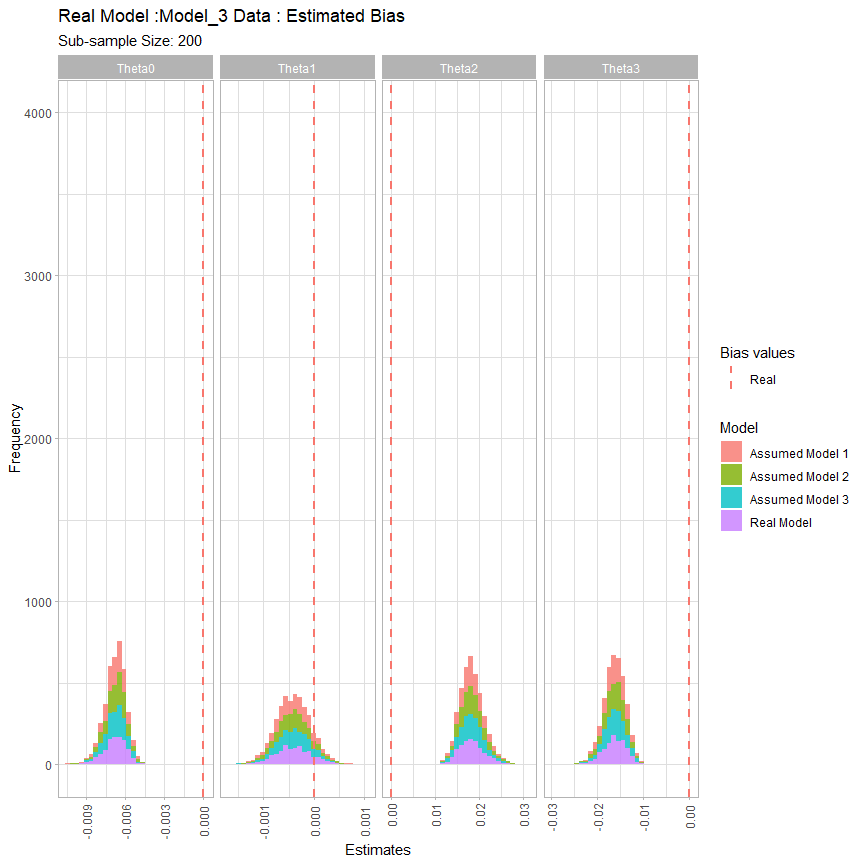 Real Model :Model_3 Data : Estimated Bias
Sub-sample Size: 200
Theta0 Theta1 Theta2 Theta3
4000
3000
2000
1000
0
Frequency
-0.009 -0.006 -0.003 0.000 -0.001 0.000 0.001 0.00 0.01 0.02 0.03 -0.03 -0.02 -0.01 0.00
Estimates
Bias values
Real
Model
Assumed Model 1
Assumed Model 2
Assumed Model 3
Real Model